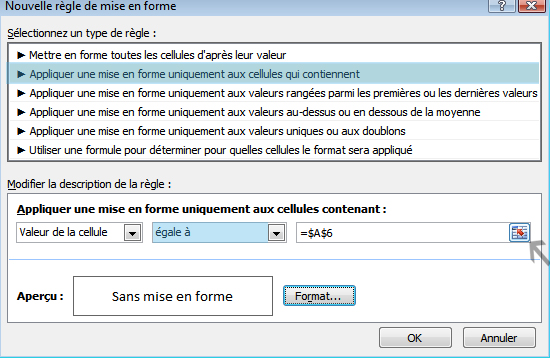 Nouvelle règle de mise en forme
Sélectionnez un type de règle :
► Mettre en forme toutes les cellules d'après leur valeur
► Appliquer une mise en forme uniquement aux cellules qui contiennent
► Appliquer une mise en forme uniquement aux valeurs rangées parmi les premières ou les dernières valeurs
► Appliquer une mise en forme uniquement aux valeurs au-dessus ou en dessous de la moyenne
► Appliquer une mise en forme uniquement aux valeurs uniques ou aux doublons
► Utiliser une formule pour déterminer pour quelles cellules le format sera appliqué
Modifier la description de la règle :
Appliquer une mise en forme uniquement aux cellules contenant :
Valeur de la cellule égale à =$A$6
Aperçu : Sans mise en forme Format...
OK Annuler